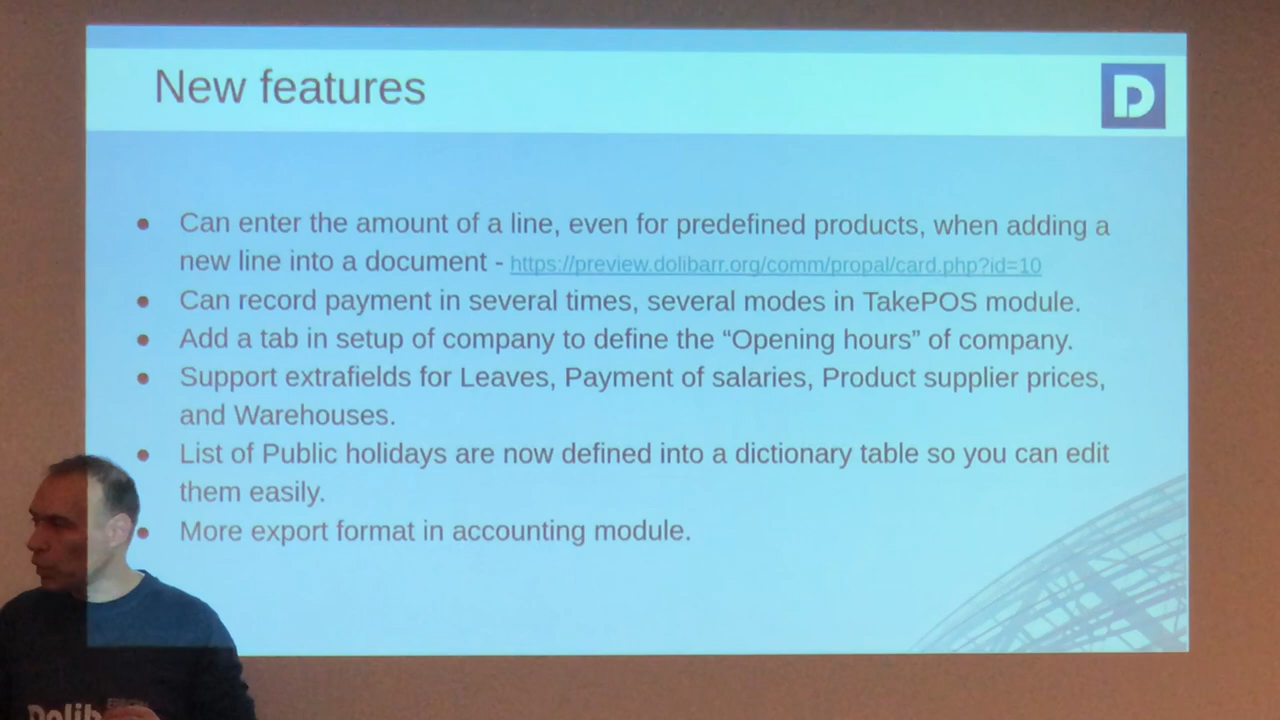 New features
D
• Can enter the amount of a line, even for predefined products, when adding a
new line into a document - https://preview.dolibarr.org/comm/propal/card.php?id=10
• Can record payment in several times, several modes in TakePOS module.
• Add a tab in setup of company to define the “Opening hours” of company.
• Support extrafields for Leaves, Payment of salaries, Product supplier prices,
and Warehouses.
• List of Public holidays are now defined into a dictionary table so you can edit
them easily.
• More export format in accounting module.
Dolib